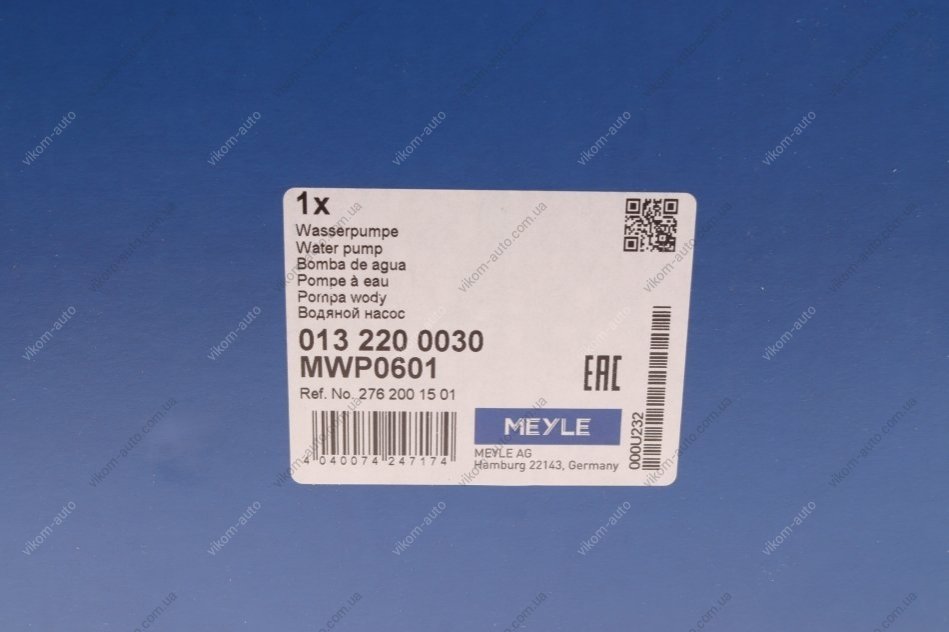 1x
Wasserpumpe
Water pump
Bomba de agua
Pompe à eau
Pompa wody
Водяной насос
013 220 0030
MWP0601
Ref. No. 276 200 15 01
EAC
MEYLE
MEYLE AG
Hamburg 22143, Germany
4 040074 247174
000U232
vikom-auto.com.ua